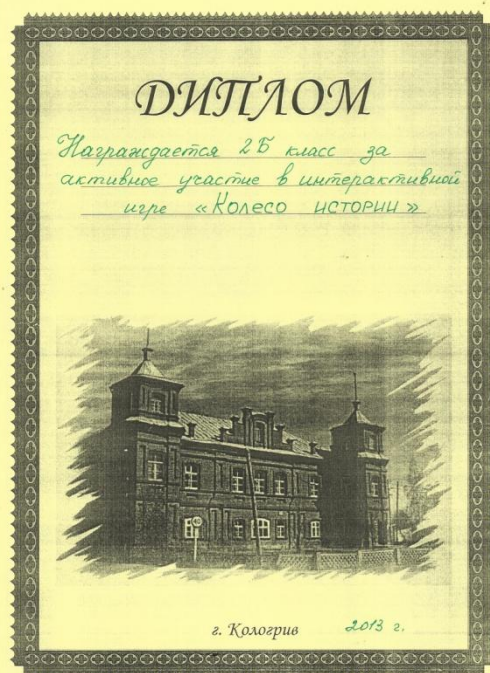 ДИПЛОМ
Награждается 2Б класс за
активное участие в интерактивной
игре «Колесо истории»
г. Кологрив 2013 г.